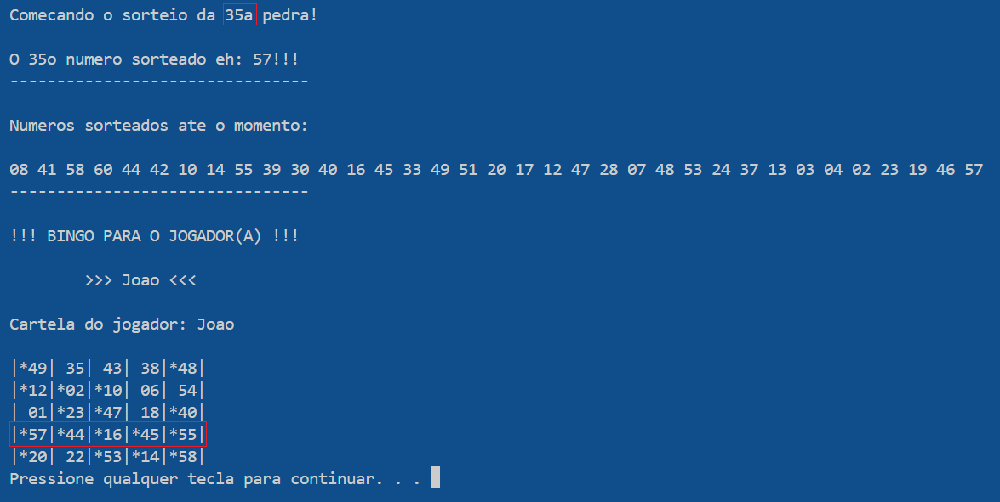 Comecando o sorteio da 35a pedra!
O 35o numero sorteado eh: 57!!!
--------------------------------
Numeros sorteados ate o momento:
08 41 58 60 44 42 10 14 55 39 30 40 16 45 33 49 51 20 17 12 47 28 07 48 53 24 37 13 03 04 02 23 19 46 57
--------------------------------
!!! BINGO PARA O JOGADOR(A) !!!
>>> Joao <<<
Cartela do jogador: Joao
|*49| 35| 43| 38|*48|
|*12|*02|*10| 06| 54|
| 01|*23|*47| 18|*40|
|*57|*44|*16|*45|*55|
|*20| 22|*53|*14|*58|
Pressione qualquer tecla para continuar. . .